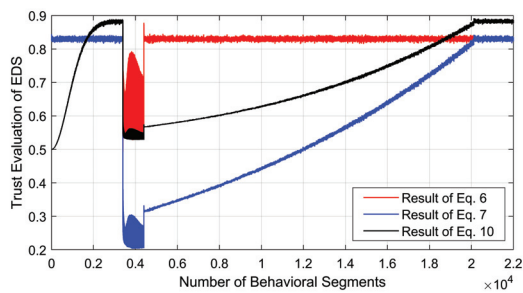 0.9
0.8
0.7
0.6
0.5
0.4
0.3
0.2
Trust Evaluation of EDS
Result of Eq. 6
Result of Eq. 7
Result of Eq. 10
0 0.2 0.4 0.6 0.8 1.0 1.2 1.4 1.6 1.8 2.0 2.2
Number of Behavioral Segments
×10⁴